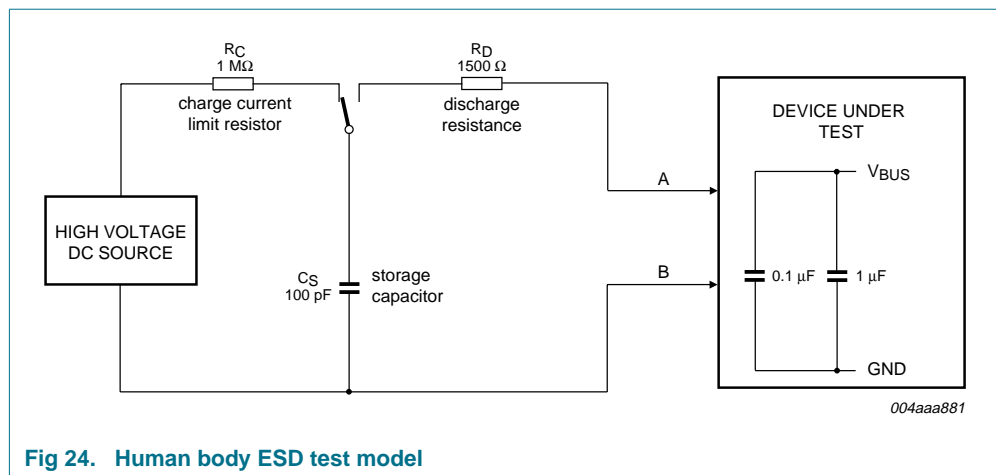 RC
1 MΩ
charge current
limit resistor
RD
1500 Ω
discharge
resistance
DEVICE UNDER
TEST
A
VBUS
HIGH VOLTAGE
DC SOURCE
CS
100 pF
storage
capacitor
B
0.1 μF
1 μF
GND
004aaa881
Fig 24. Human body ESD test model